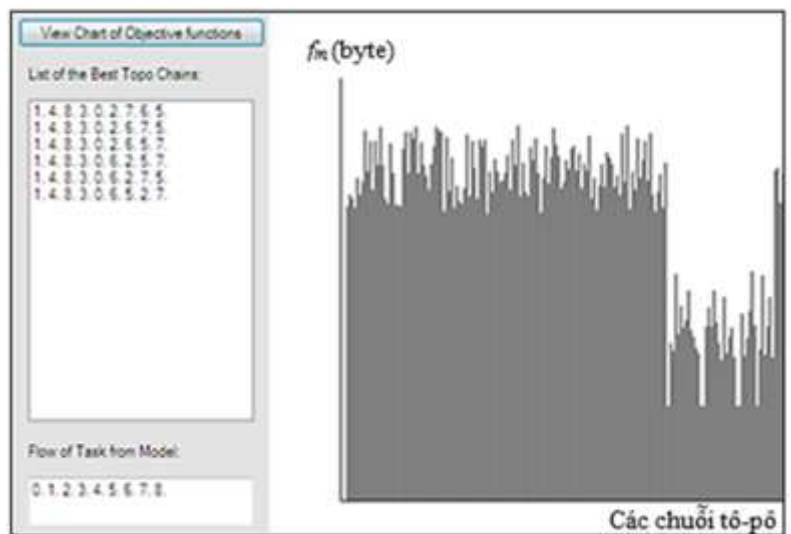 View Chart of Objective functions
List of the Best Topo Chains:
1. 4. 8. 3. 0. 2. 7. 6. 5.
1. 4. 8. 3. 0. 2. 6. 7. 5.
1. 4. 8. 3. 0. 2. 6. 5. 7.
1. 4. 8. 3. 0. 6. 2. 5. 7.
1. 4. 8. 3. 0. 6. 2. 7. 5.
1. 4. 8. 3. 0. 6. 5. 2. 7.
Flow of Task from Model:
0. 1. 2. 3. 4. 5. 6. 7. 8.
fm (byte)
Các chuỗi tô-pô